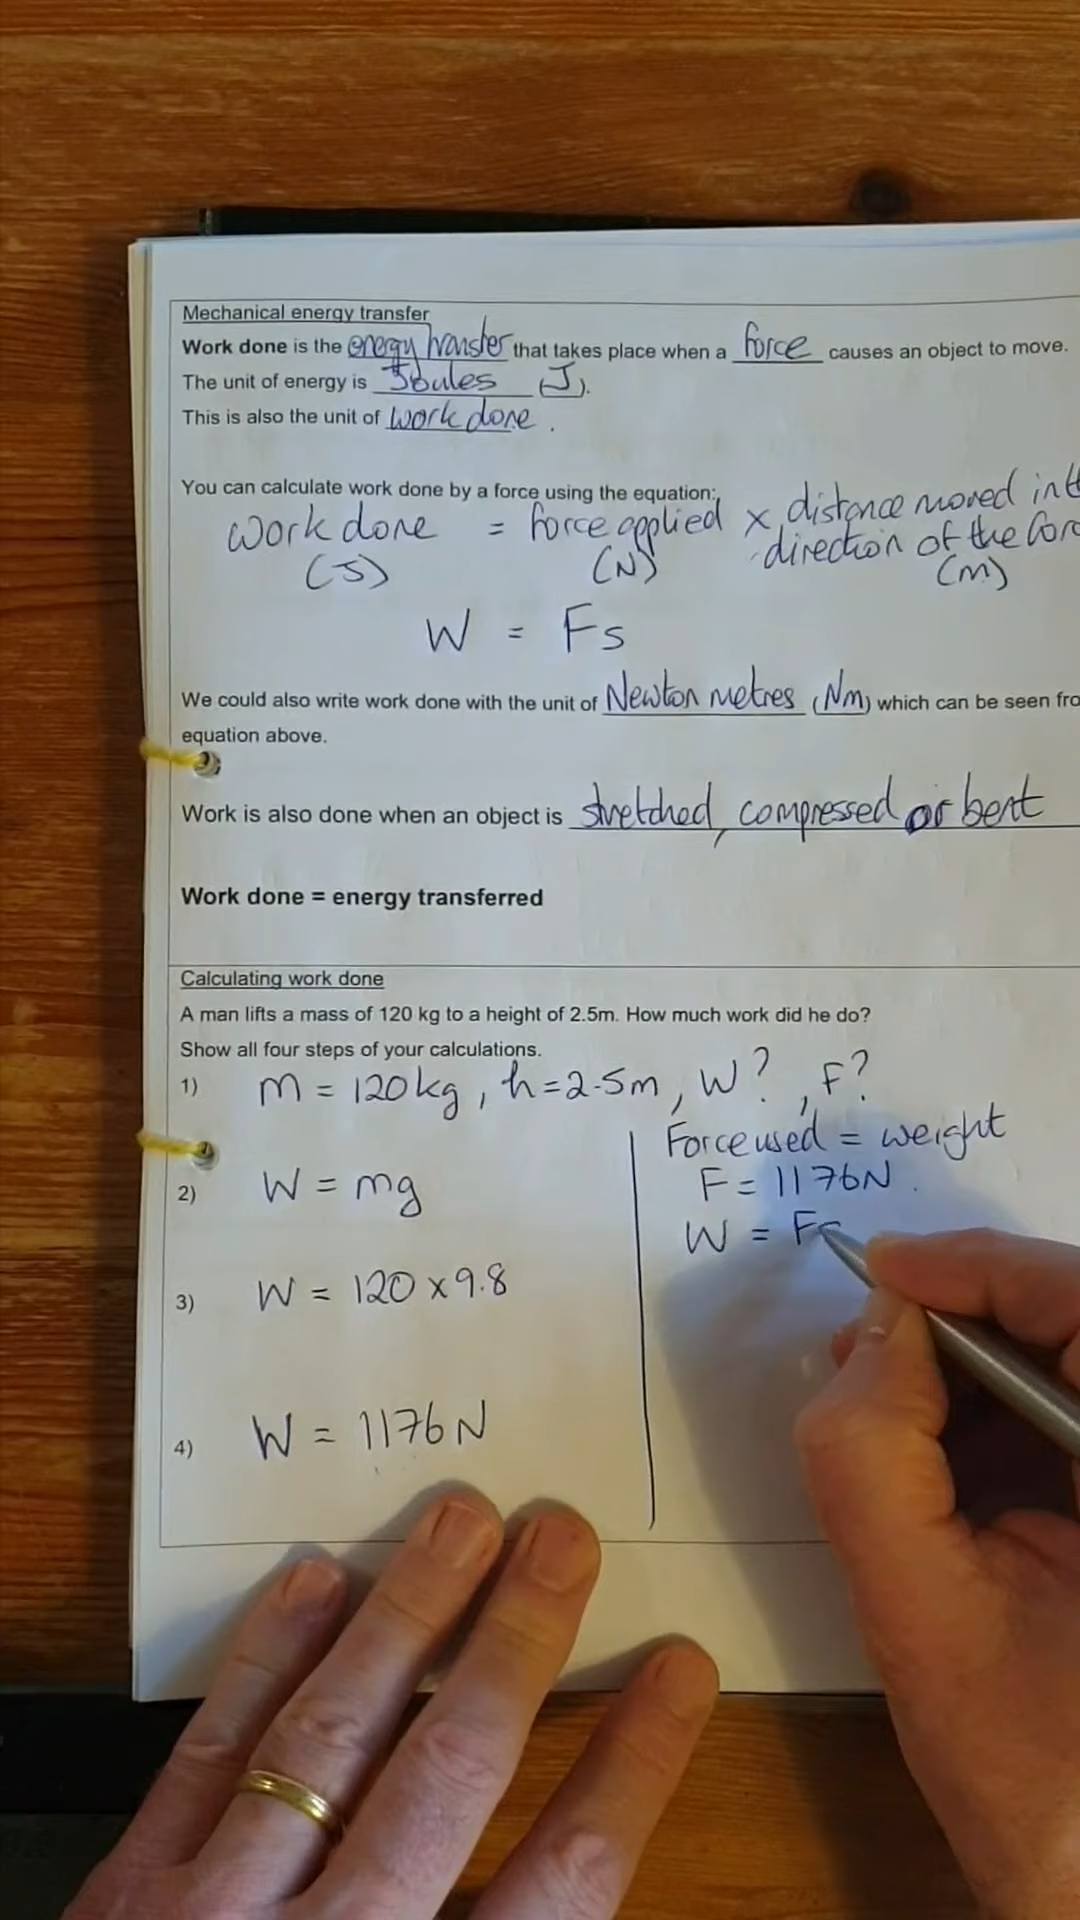 Mechanical energy transfer
Work done is the energy transfer that takes place when a force causes an object to move.
The unit of energy is Joules (J).
This is also the unit of work done.
You can calculate work done by a force using the equation:
work done = force applied x distance moved in
direction of the
(J) (N) (m)
W = Fs
We could also write work done with the unit of Newton metres (Nm) which can be seen
equation above.
Work is also done when an object is stretched, compressed or bent
Work done = energy transferred
Calculating work done
A man lifts a mass of 120 kg to a height of 2.5m. How much work did he do?
Show all four steps of your calculations.
1) m = 120kg, h=2.5m, W?, F?
2) W = mg
3) W = 120 x 9.8
4) W = 1176N
Force used = weight
F = 1176N.
W = Fs